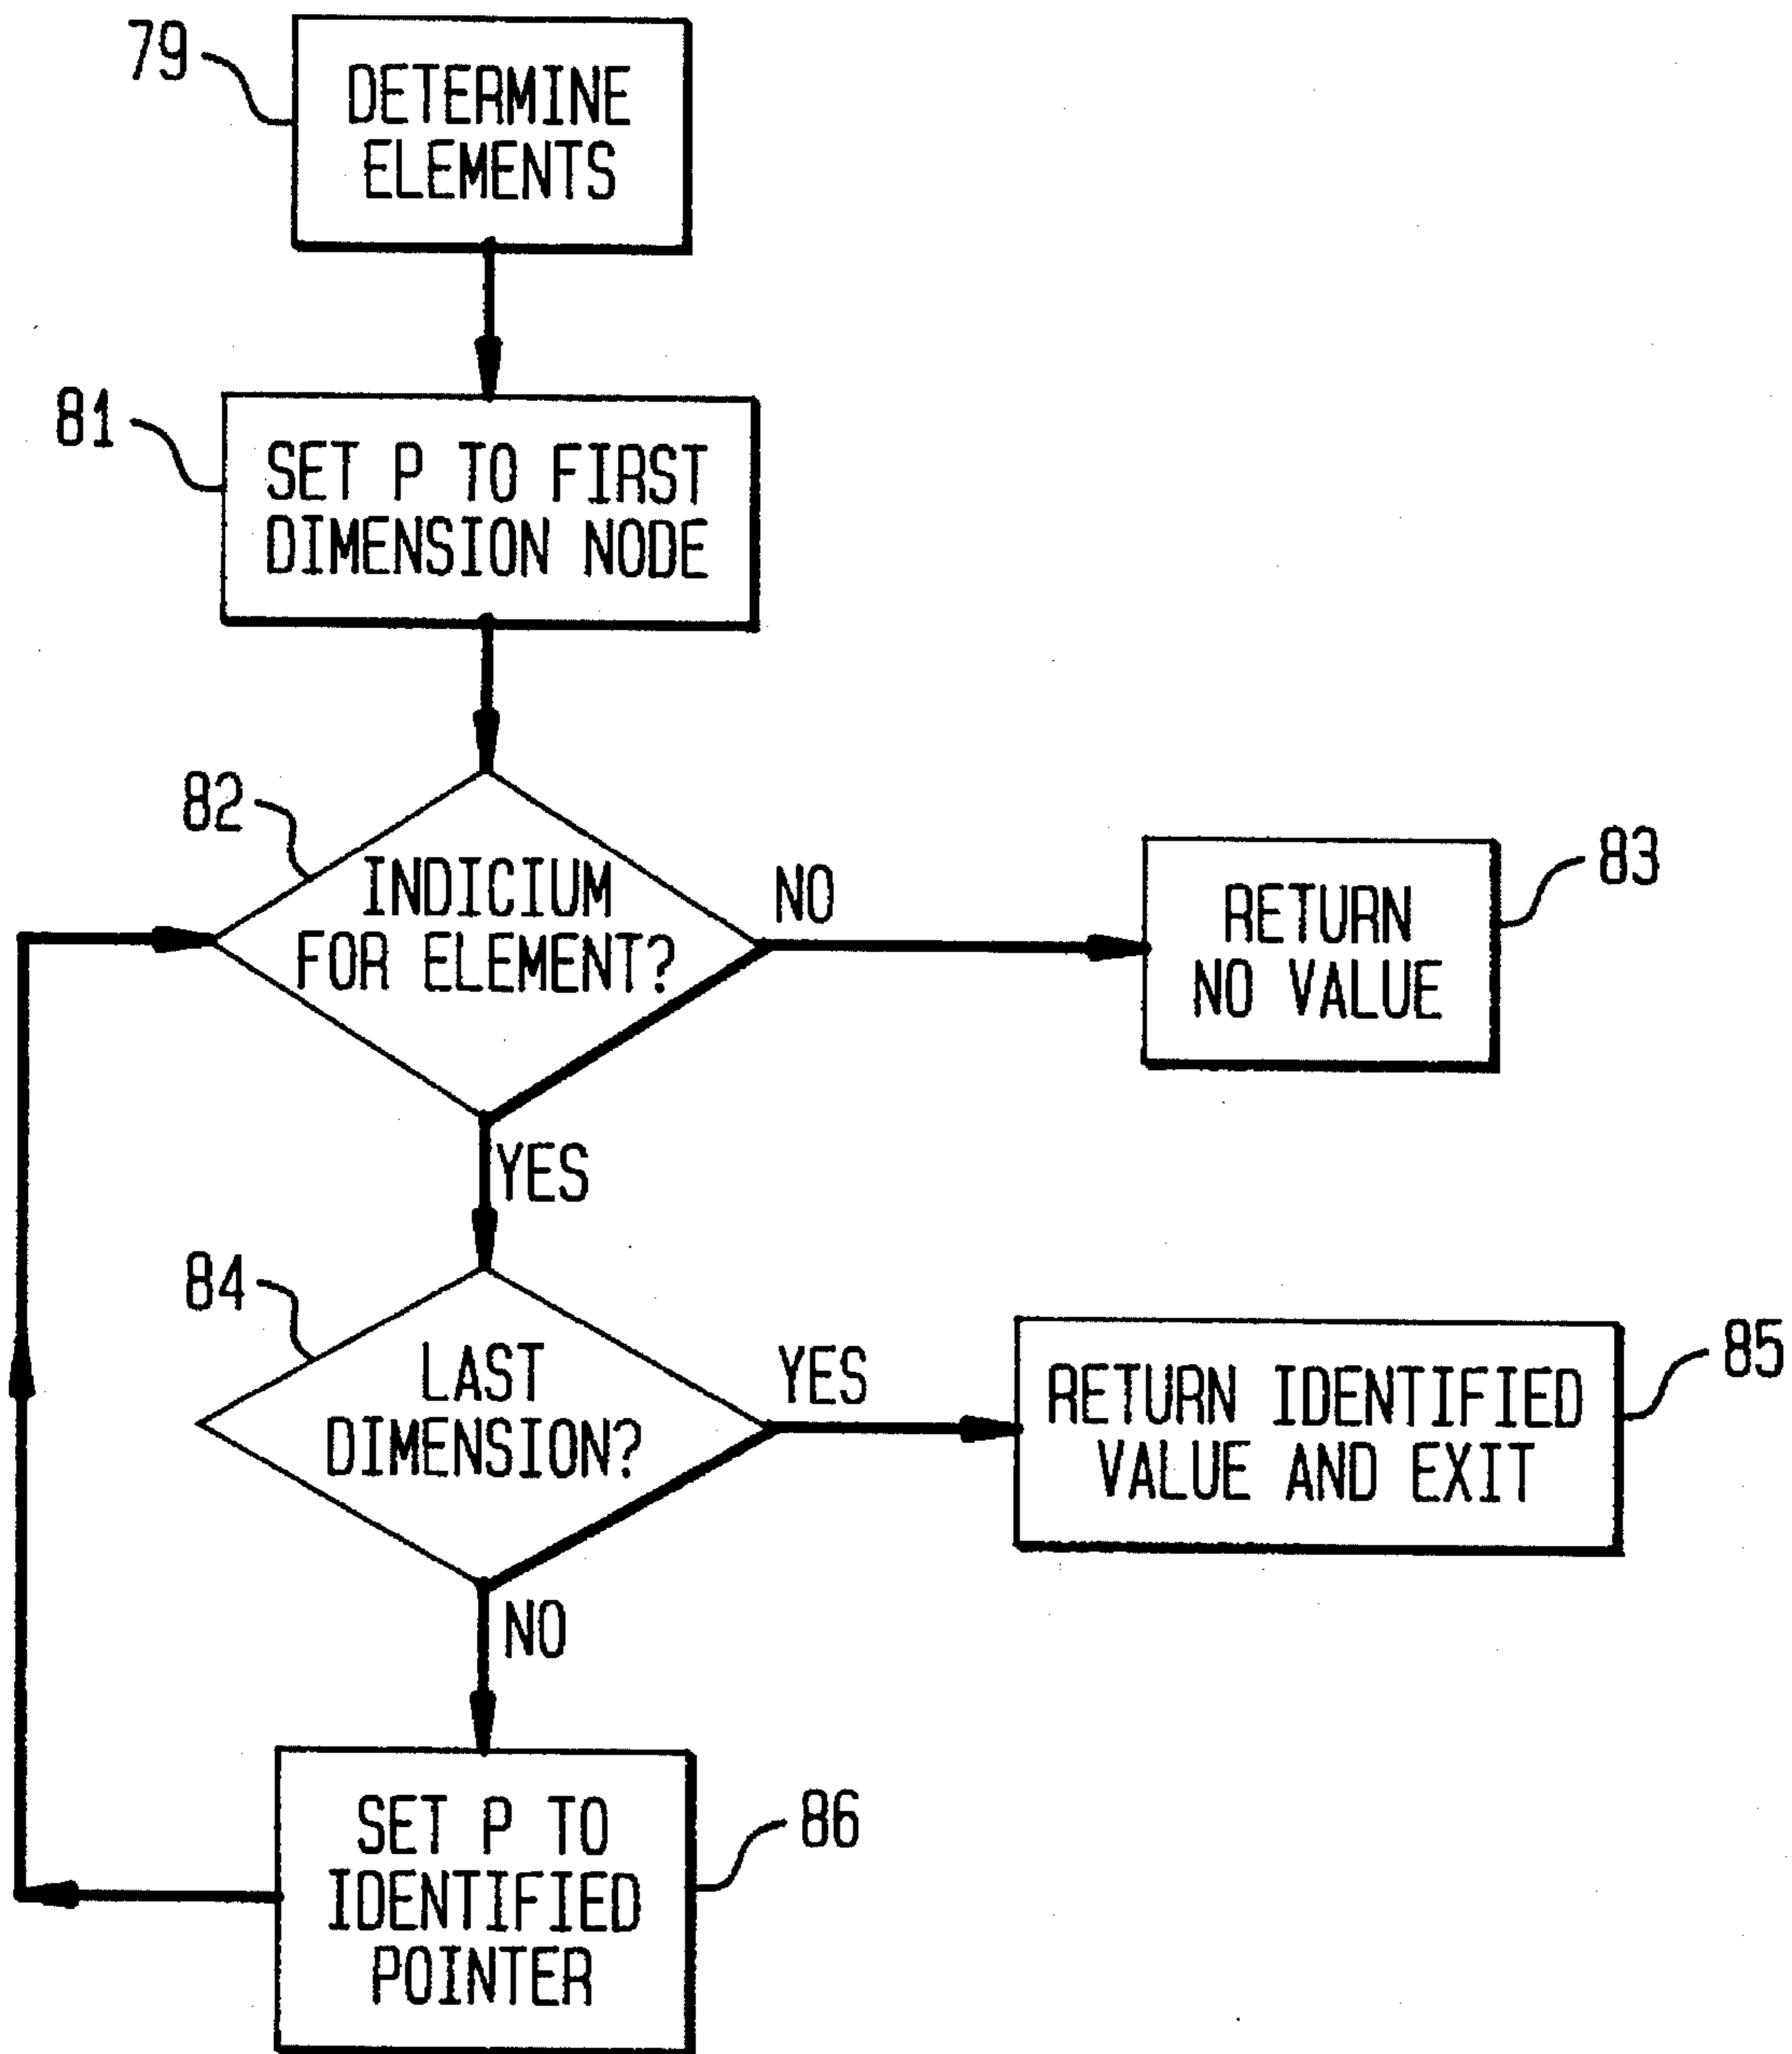 79
DETERMINE
ELEMENTS
81
SET P TO FIRST
DIMENSION NODE
82
INDICIUM
FOR ELEMENT?
NO
83
RETURN
NO VALUE
YES
84
LAST
DIMENSION?
YES
85
RETURN IDENTIFIED
VALUE AND EXIT
NO
86
SET P TO
IDENTIFIED
POINTER